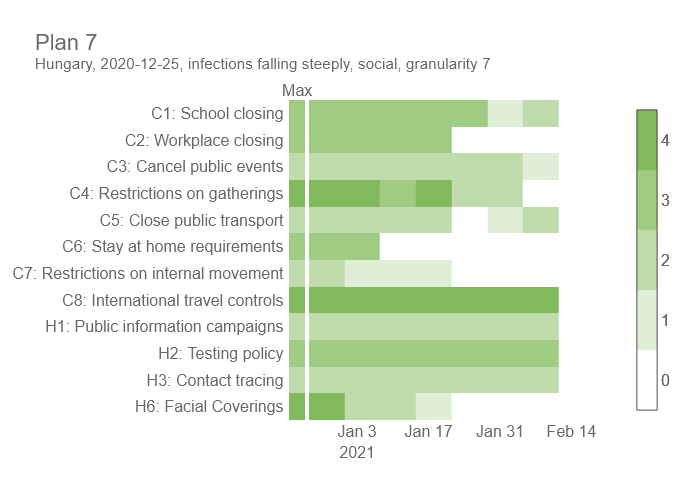 Plan 7
Hungary, 2020-12-25, infections falling steeply, social, granularity 7
Max
C1: School closing
C2: Workplace closing
C3: Cancel public events
C4: Restrictions on gatherings
C5: Close public transport
C6: Stay at home requirements
C7: Restrictions on internal movement
C8: International travel controls
H1: Public information campaigns
H2: Testing policy
H3: Contact tracing
H6: Facial Coverings
Jan 3 Jan 17 Jan 31 Feb 14
2021
4
3
2
1
0